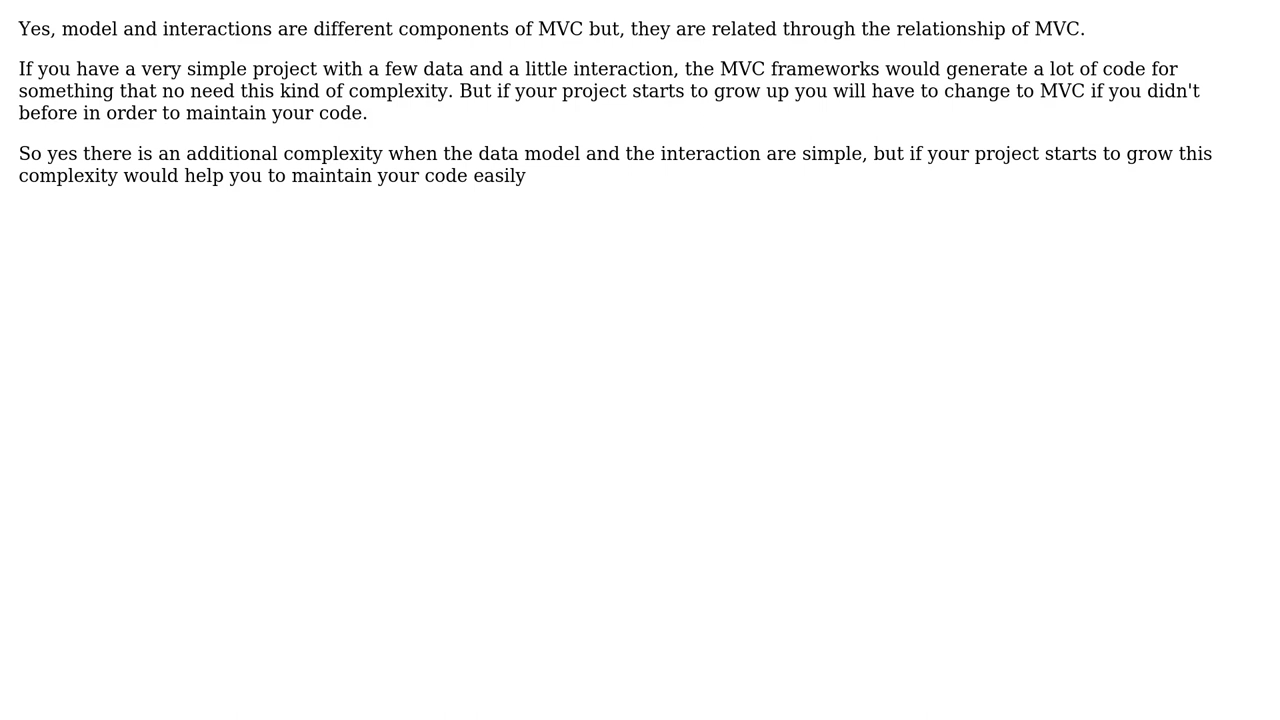 Yes, model and interactions are different components of MVC but, they are related through the relationship of MVC.
If you have a very simple project with a few data and a little interaction, the MVC frameworks would generate a lot of code for
something that no need this kind of complexity. But if your project starts to grow up you will have to change to MVC if you didn't
before in order to maintain your code.
So yes there is an additional complexity when the data model and the interaction are simple, but if your project starts to grow this
complexity would help you to maintain your code easily